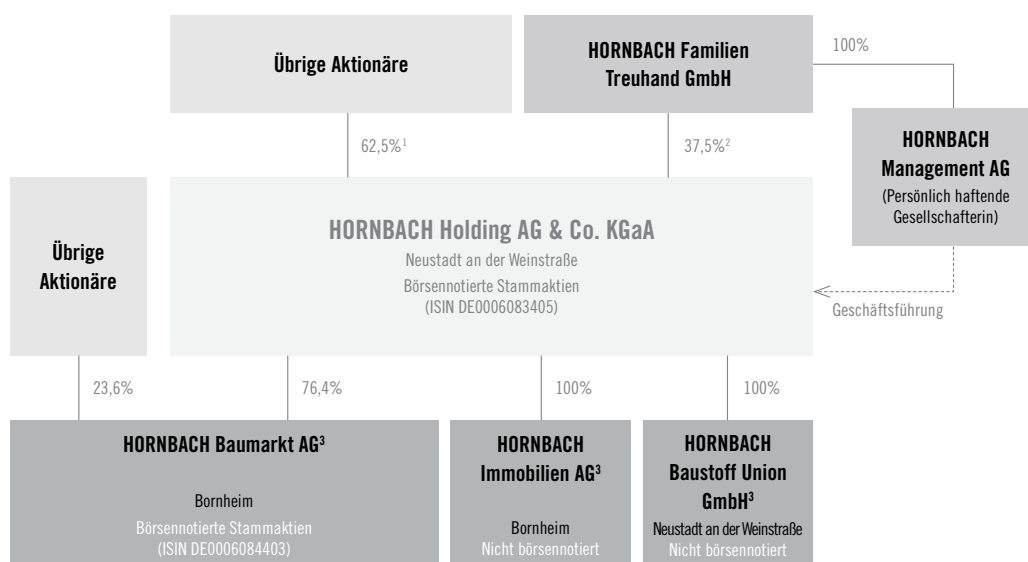 Übrige Aktionäre
HORNBACH Familien
Treuhand GmbH
100%
HORNBACH
Management AG
(Persönlich haftende
Gesellschafterin)
62,5%¹
37,5%²
Übrige
Aktionäre
HORNBACH Holding AG & Co. KGaA
Neustadt an der Weinstraße
Börsennotierte Stammaktien
(ISIN DE0006083405)
Geschäftsführung
23,6%
76,4%
100%
100%
HORNBACH Baumarkt AG³
Bornheim
Börsennotierte Stammaktien
(ISIN DE0006084403)
HORNBACH
Immobilien AG³
Bornheim
Nicht börsennotiert
HORNBACH
Baustoff Union
GmbH³
Neustadt an der Weinstraße
Nicht börsennotiert